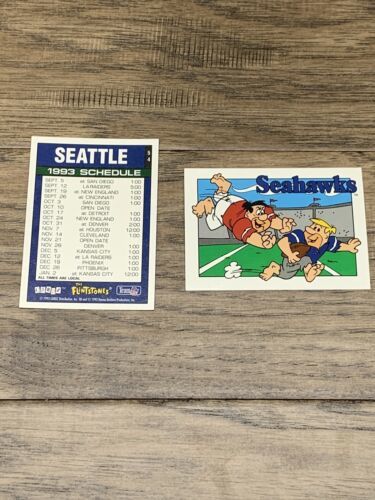 SEATTLE
1993 SCHEDULE
SEPT. 5 at SAN DIEGO 1:00
SEPT. 12 LA RAIDERS 5:00
SEPT. 19 at NEW ENGLAND 1:00
SEPT. 26 at CINCINNATI 1:00
OCT. 3 SAN DIEGO 1:00
OCT. 10 OPEN DATE
OCT. 17 at DETROIT 1:00
OCT. 24 NEW ENGLAND 1:00
OCT. 31 at DENVER 2:00
NOV. 7 at HOUSTON 12:00
NOV. 14 CLEVELAND 1:00
NOV. 21 OPEN DATE
NOV. 28 DENVER 1:00
DEC. 5 KANSAS CITY 1:00
DEC. 12 at LA RAIDERS 1:00
DEC. 19 PHOENIX 1:00
DEC. 26 PITTSBURGH 1:00
JAN. 2 at KANSAS CITY 12:00
ALL TIMES ARE LOCAL
THE
FLINTSTONES
Seahawks